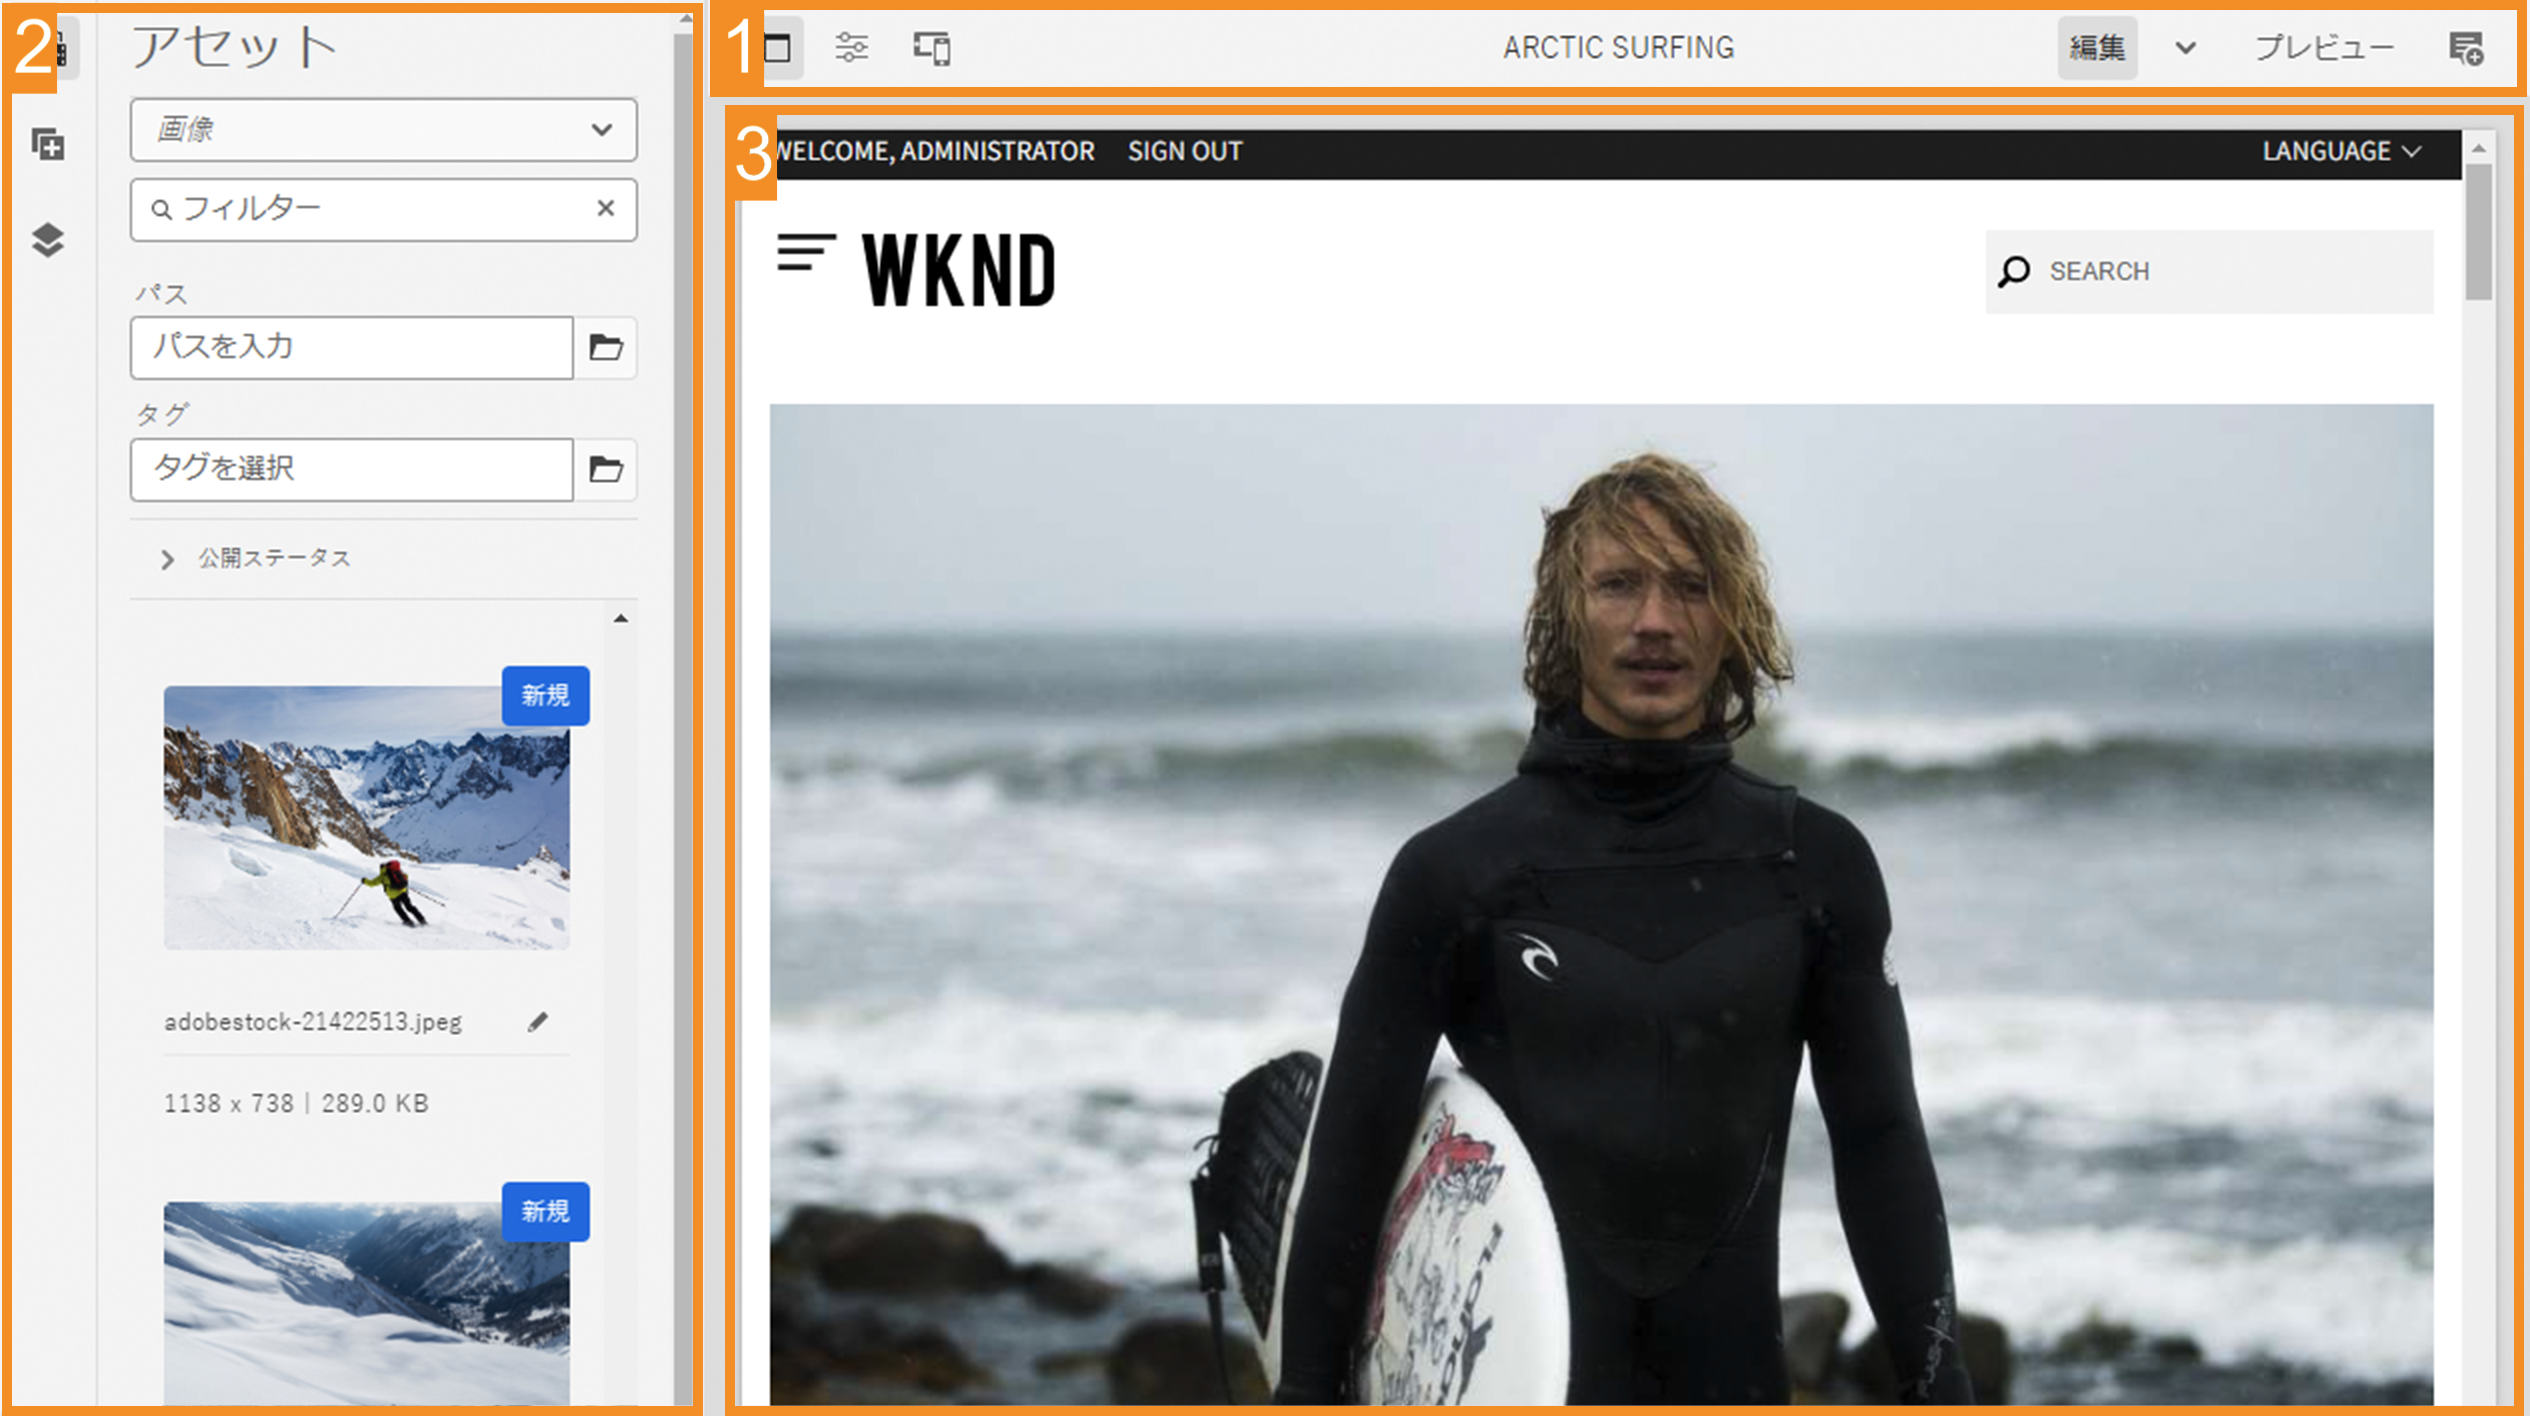 2
アセット
画像
フィルター
パス
パスを入力
タグ
タグを選択
公開ステータス
新規
adobestock-21422513.jpeg
1138 x 738 | 289.0 KB
新規
1
ARCTIC SURFING
編集
プレビュー
3
WELCOME, ADMINISTRATOR
SIGN OUT
LANGUAGE
WKND
SEARCH